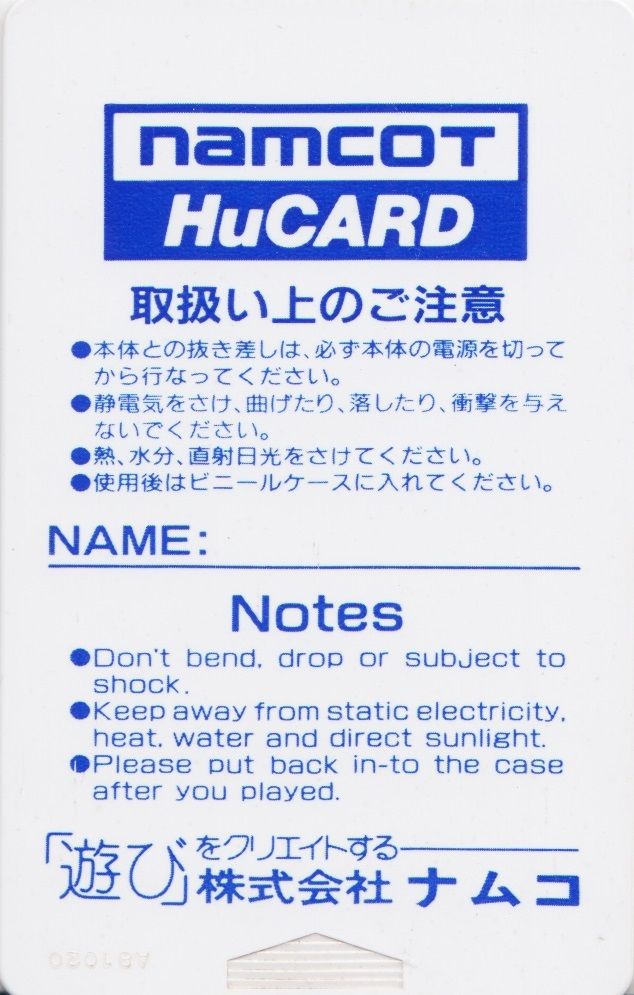 namcoT
HuCARD
取扱い上のご注意
●本体との抜き差しは、必ず本体の電源を切って
から行なってください。
●静電気をさけ、曲げたり、落したり、衝撃を与え
ないでください。
●熱、水分、直射日光をさけてください。
●使用後はビニールケースに入れてください。
NAME:
Notes
●Don't bend, drop or subject to
shock.
●Keep away from static electricity,
heat, water and direct sunlight.
●Please put back in-to the case
after you played.
「遊び」をクリエイトする
株式会社ナムコ